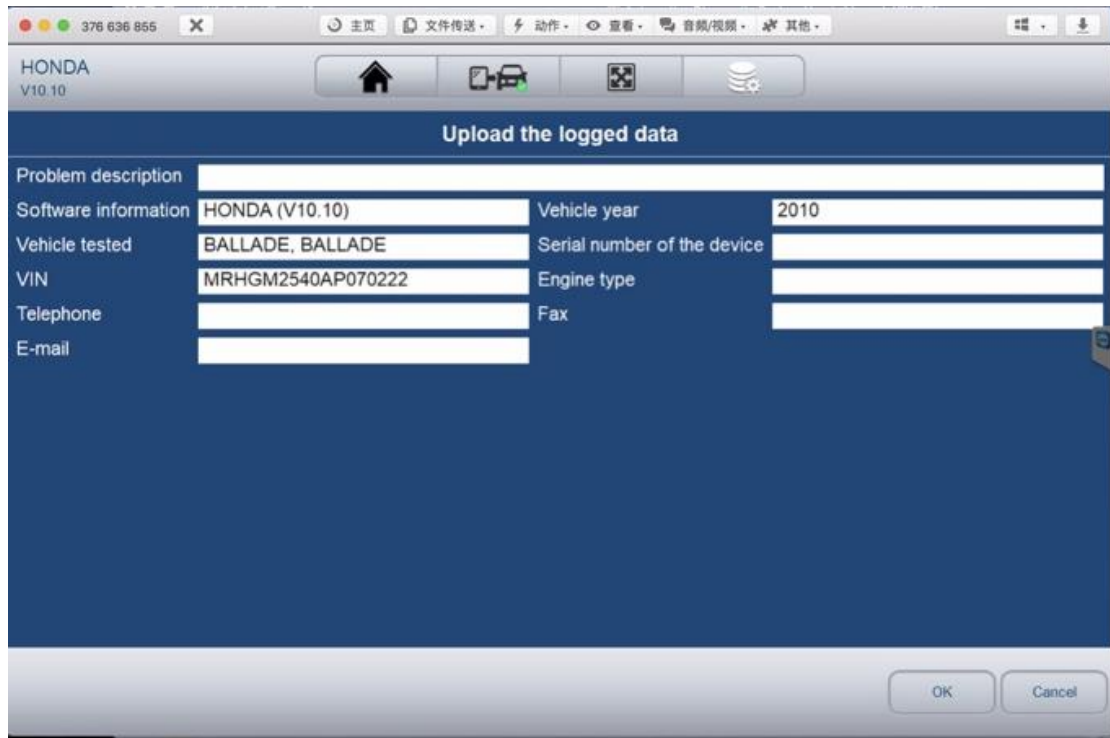 376 636 855 主页 文件传送 动作 查看 音频/视频 其他
HONDA
V10.10
Upload the logged data
Problem description
Software information HONDA (V10.10) Vehicle year 2010
Vehicle tested BALLADE, BALLADE Serial number of the device
VIN MRHGM2540AP070222 Engine type
Telephone Fax
E-mail
OK Cancel